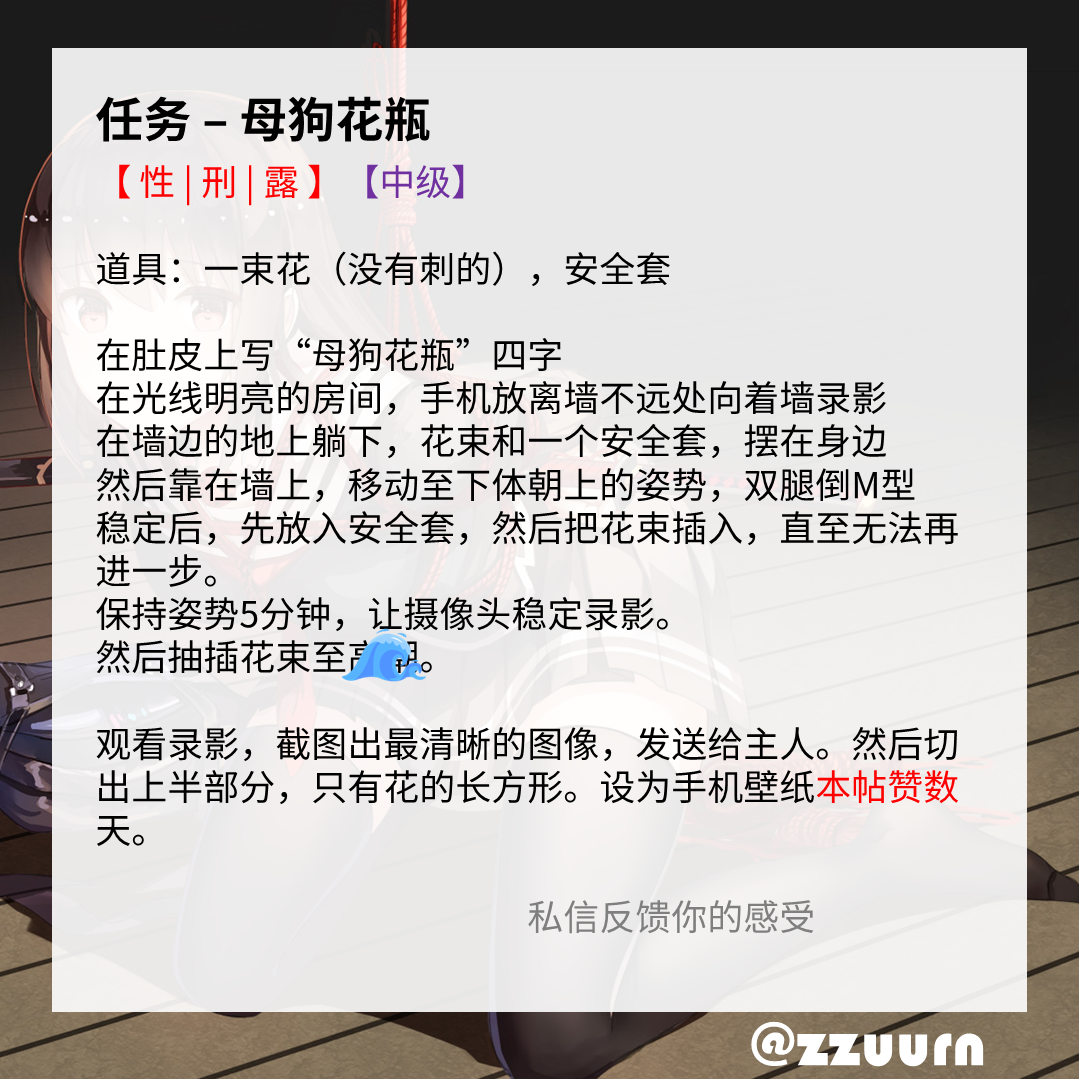 任务 – 母狗花瓶
【 性 | 刑 | 露 】 【中级】
道具：一束花（没有刺的），安全套
在肚皮上写“母狗花瓶”四字
在光线明亮的房间，手机放离墙不远处向着墙录影
在墙边的地上躺下，花束和一个安全套，摆在身边
然后靠在墙上，移动至下体朝上的姿势，双腿倒M型
稳定后，先放入安全套，然后把花束插入，直至无法再
进一步。
保持姿势5分钟，让摄像头稳定录影。
然后抽插花束至。
观看录影，截图出最清晰的图像，发送给主人。然后切
出上半部分，只有花的长方形。设为手机壁纸本帖赞数
天。
私信反馈你的感受
@zzuurn